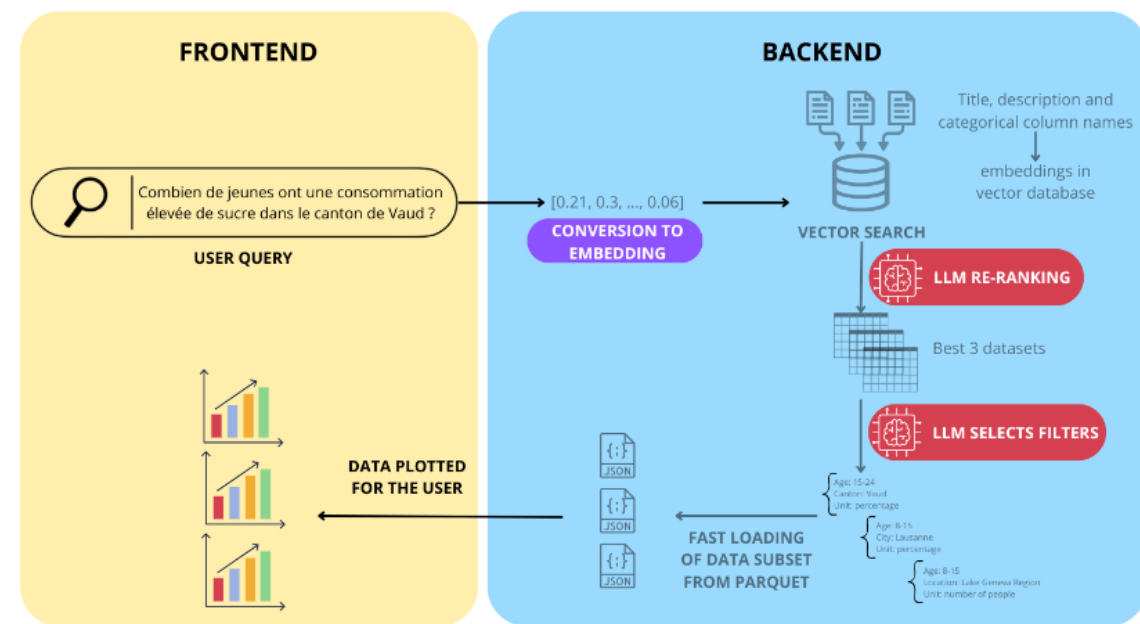 FRONTEND
BACKEND
Title, description and
categorical column names
embeddings in
vector database
Combien de jeunes ont une consommation
élevée de sucre dans le canton de Vaud ?
USER QUERY
[0.21, 0.3, ..., 0.06]
CONVERSION TO
EMBEDDING
VECTOR SEARCH
LLM RE-RANKING
Best 3 datasets
LLM SELECTS FILTERS
Age: 15-24
Canton: Vaud
Unit: percentage
Age: 8-15
City: Lausanne
Unit: percentage
Age: 8-15
Location: Lake Geneva Region
Unit: number of people
FAST LOADING
OF DATA SUBSET
FROM PARQUET
{;}
JSON
{;}
JSON
{;}
JSON
DATA PLOTTED
FOR THE USER